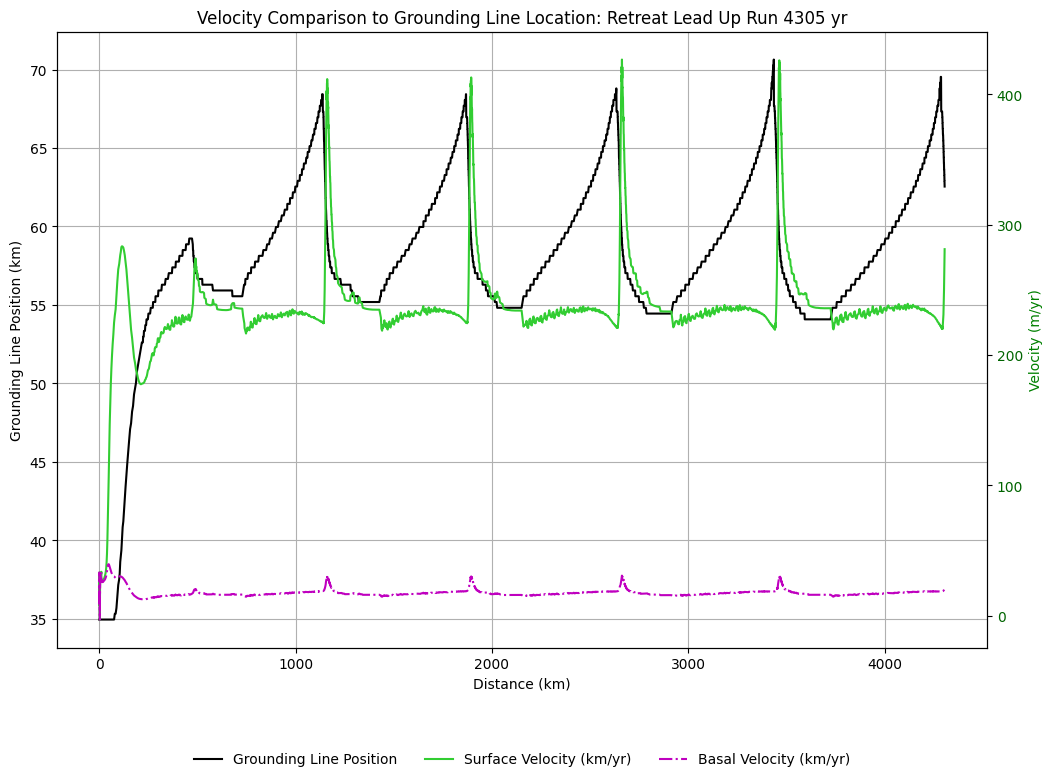 Velocity Comparison to Grounding Line Location: Retreat Lead Up Run 4305 yr
Grounding Line Position (km)
70
65
60
55
50
45
40
35
400
300
200
100
0
Velocity (m/yr)
0 1000 2000 3000 4000
Distance (km)
Grounding Line Position Surface Velocity (km/yr) Basal Velocity (km/yr)